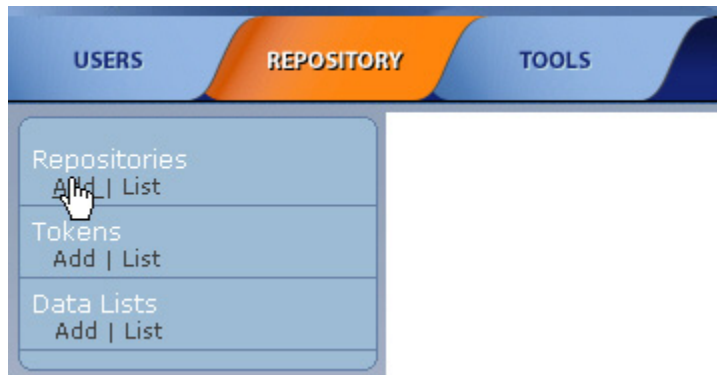 USERS REPOSITORY TOOLS
Repositories
Add | List
Tokens
Add | List
Data Lists
Add | List